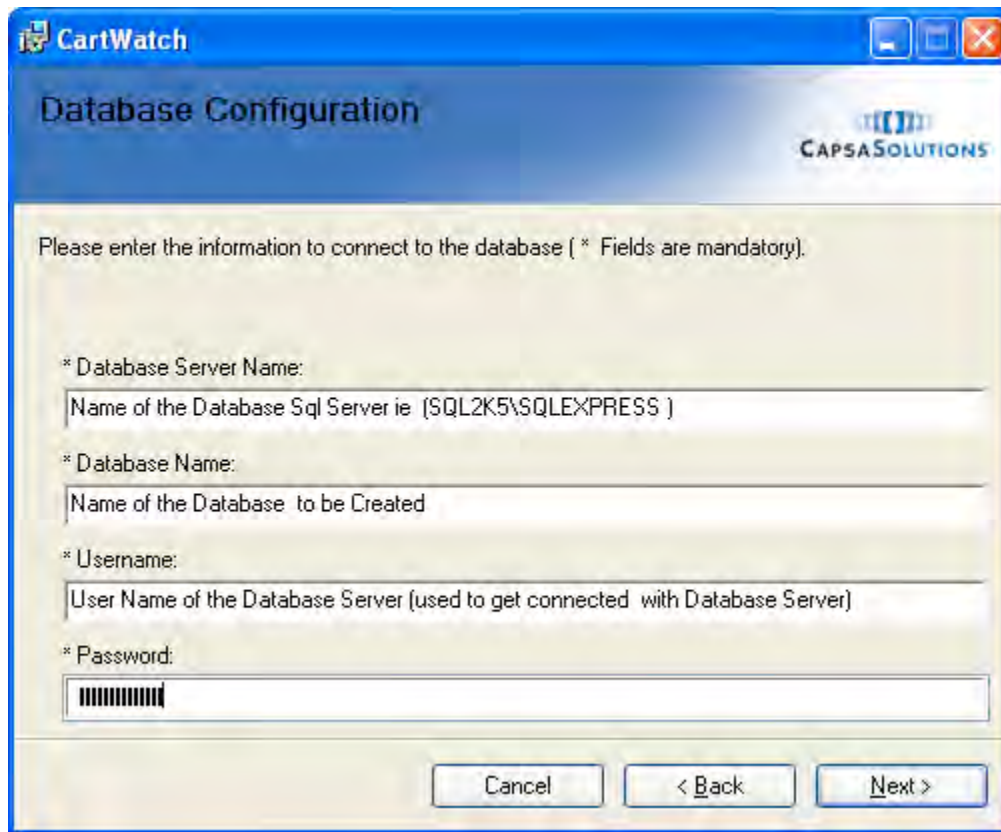 CartWatch
Database Configuration
CAPSASOLUTIONS
Please enter the information to connect to the database ( * Fields are mandatory).
* Database Server Name:
Name of the Database Sql Server ie (SQL2K5\SQLEXPRESS )
* Database Name:
Name of the Database to be Created
* Username:
User Name of the Database Server (used to get connected with Database Server)
* Password:
Cancel
< Back
Next >